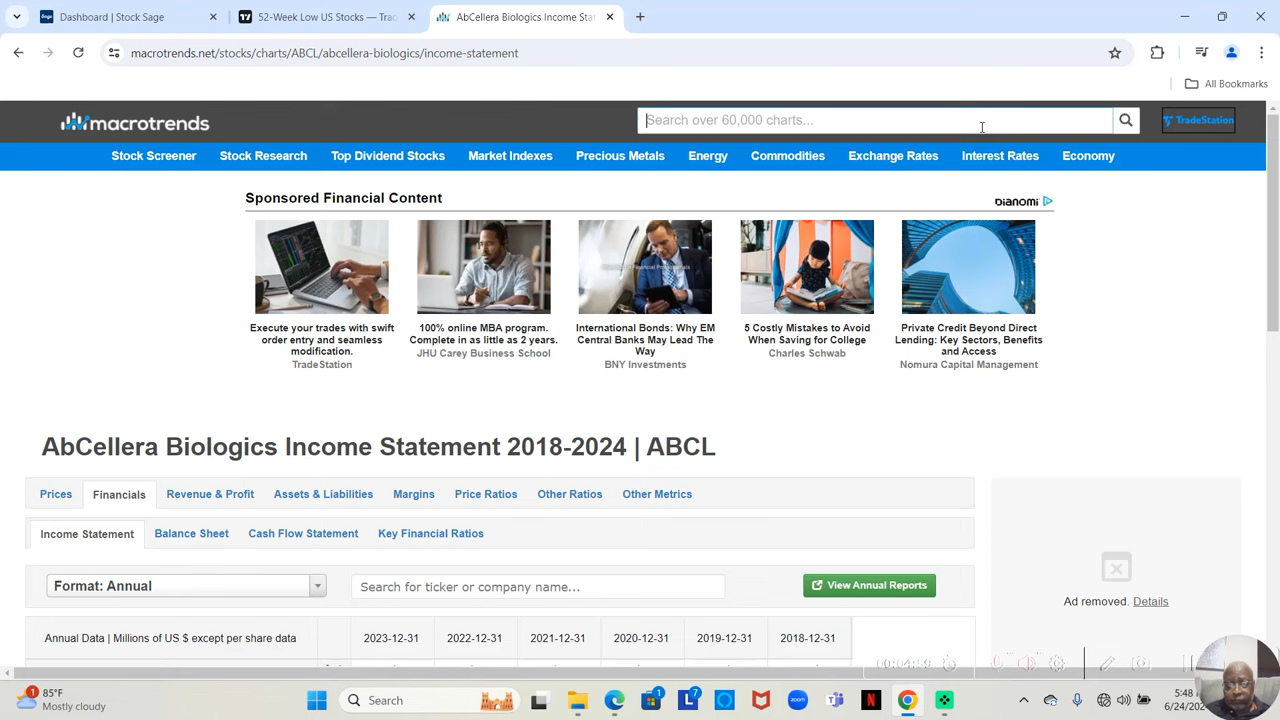 Dashboard | Stock Sage
52-Week Low US Stocks — Trad
AbCellera Biologics Income Stat
macrotrends.net/stocks/charts/ABCL/abcellera-biologics/income-statement
All Bookmarks
macrotrends
Search over 60,000 charts...
TradeStation
Stock Screener
Stock Research
Top Dividend Stocks
Market Indexes
Precious Metals
Energy
Commodities
Exchange Rates
Interest Rates
Economy
Sponsored Financial Content
DIANOMI
Execute your trades with swift
order entry and seamless
modification.
TradeStation
100% online MBA program.
Complete in as little as 2 years.
JHU Carey Business School
International Bonds: Why EM
Central Banks May Lead The
Way
BNY Investments
5 Costly Mistakes to Avoid
When Saving for College
Charles Schwab
Private Credit Beyond Direct
Lending: Key Sectors, Benefits
and Access
Nomura Capital Management
AbCellera Biologics Income Statement 2018-2024 | ABCL
Prices
Financials
Revenue & Profit
Assets & Liabilities
Margins
Price Ratios
Other Ratios
Other Metrics
Income Statement
Balance Sheet
Cash Flow Statement
Key Financial Ratios
Format: Annual
Search for ticker or company name...
View Annual Reports
Ad removed. Details
Annual Data | Millions of US $ except per share data
2023-12-31
2022-12-31
2021-12-31
2020-12-31
2019-12-31
2018-12-31
1
85°F
Mostly cloudy
Search
1
7
zoom
5:48
6/24/202